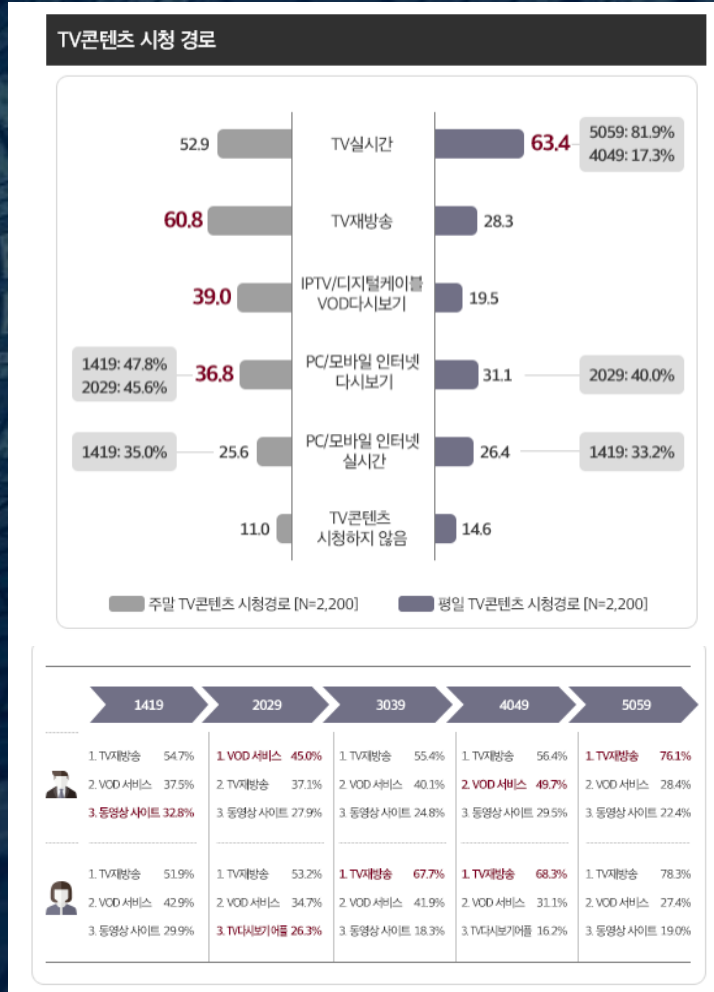 TV콘텐츠 시청 경로
52.9
TV실시간
63.4
5059: 81.9%
4049: 17.3%
60.8
TV재방송
28.3
39.0
IPTV/디지털케이블
VOD다시보기
19.5
1419: 47.8%
2029: 45.6%
36.8
PC/모바일 인터넷
다시보기
31.1
2029: 40.0%
1419: 35.0%
25.6
PC/모바일 인터넷
실시간
26.4
1419: 33.2%
11.0
TV콘텐츠
시청하지 않음
14.6
주말 TV콘텐츠 시청경로 [N=2,200]
평일 TV콘텐츠 시청경로 [N=2,200]
1419 2029 3039 4049 5059
1. TV재방송 54.7% 1. VOD 서비스 45.0% 1. TV재방송 55.4% 1. TV재방송 56.4% 1. TV재방송 76.1%
2. VOD 서비스 37.5% 2. TV재방송 37.1% 2. VOD 서비스 40.1% 2. VOD 서비스 49.7% 2. VOD 서비스 28.4%
3. 동영상 사이트 32.8% 3. 동영상 사이트 27.9% 3. 동영상 사이트 24.8% 3. 동영상 사이트 29.5% 3. 동영상 사이트 22.4%
1. TV재방송 51.9% 1. TV재방송 53.2% 1. TV재방송 67.7% 1. TV재방송 68.3% 1. TV재방송 78.3%
2. VOD 서비스 42.9% 2. VOD 서비스 34.7% 2. VOD 서비스 41.9% 2. VOD 서비스 31.1% 2. VOD 서비스 27.4%
3. 동영상 사이트 29.9% 3. TV다시보기어플 26.3% 3. 동영상 사이트 18.3% 3. TV다시보기어플 16.2% 3. 동영상 사이트 19.0%